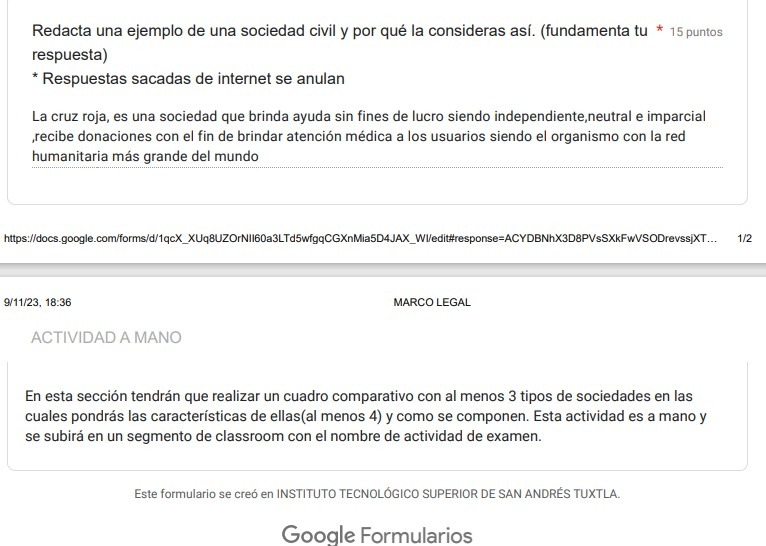 Redacta una ejemplo de una sociedad civil y por qué la consideras así. (fundamenta tu * 15 puntos
respuesta)
* Respuestas sacadas de internet se anulan
La cruz roja, es una sociedad que brinda ayuda sin fines de lucro siendo independiente,neutral e imparcial
,recibe donaciones con el fin de brindar atención médica a los usuarios siendo el organismo con la red
humanitaria más grande del mundo
https://docs.google.com/forms/d/1qcX_XUq8UZOrNIl60a3LTd5wfgqCGXnMia5D4JAX_WI/edit#response=ACYDBNhX3D8PVsSXkFwVSODrevssjXT... 1/2
9/11/23, 18:36 MARCO LEGAL
ACTIVIDAD A MANO
En esta sección tendrán que realizar un cuadro comparativo con al menos 3 tipos de sociedades en las
cuales pondrás las características de ellas(al menos 4) y como se componen. Esta actividad es a mano y
se subirá en un segmento de classroom con el nombre de actividad de examen.
Este formulario se creó en INSTITUTO TECNOLÓGICO SUPERIOR DE SAN ANDRÉS TUXTLA.
Google Formularios